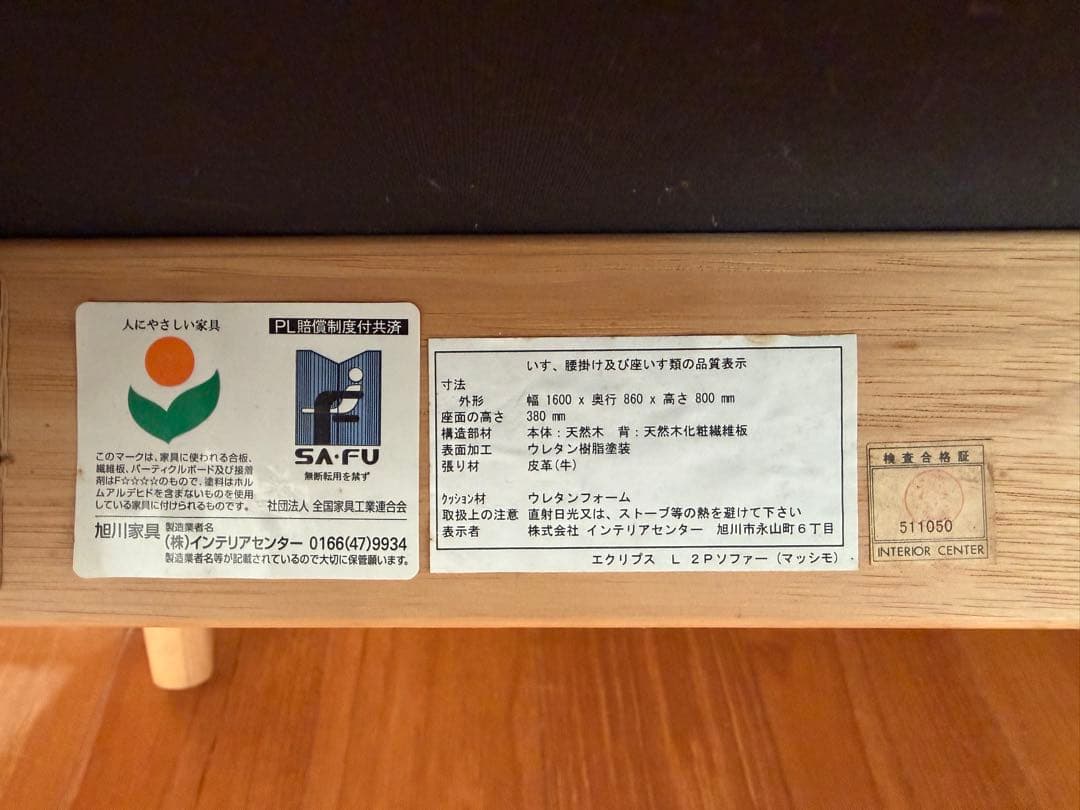 人にやさしい家具
PL賠償制度付共済
SA・FU
無断転用を禁ず
このマークは、家具に使われる合板、
繊維板、パーティクルボード及び接着
剤はF☆☆☆☆のもので、塗料はホル
ムアルデヒドを含まないものを使用
している家具に付けられるものです。
社団法人 全国家具工業連合会
旭川家具 製造業者名
(株)インテリアセンター 0166(47)9934
製造業者名等が記載されているので大切に保管願います。
いす、腰掛け及び座いす類の品質表示
寸法
外形 幅 1600 x 奥行 860 x 高さ 800 mm
座面の高さ 380 mm
構造部材 本体:天然木 背:天然木化粧繊維板
表面加工 ウレタン樹脂塗装
張り材 皮革(牛)
クッション材 ウレタンフォーム
取扱上の注意 直射日光又は、ストーブ等の熱を避けて下さい
表示者 株式会社 インテリアセンター 旭川市永山町6丁目
エクリプス L 2Pソファー(マッシモ)
検査合格証
511050
INTERIOR CENTER